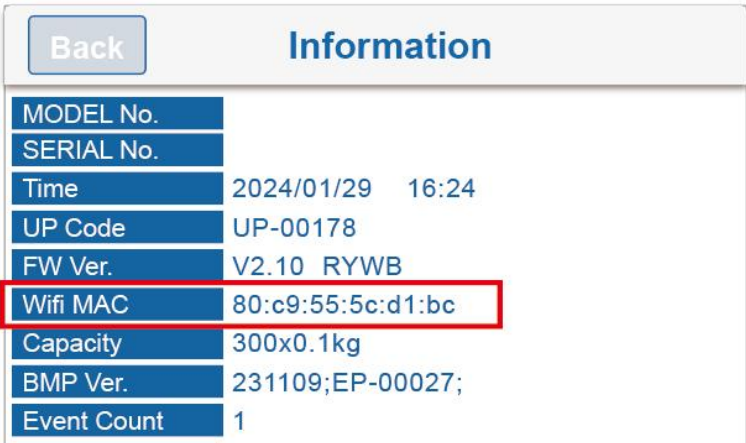 Back Information
MODEL No.
SERIAL No.
Time 2024/01/29 16:24
UP Code UP-00178
FW Ver. V2.10 RYWB
Wifi MAC 80:c9:55:5c:d1:bc
Capacity 300x0.1kg
BMP Ver. 231109;EP-00027;
Event Count 1